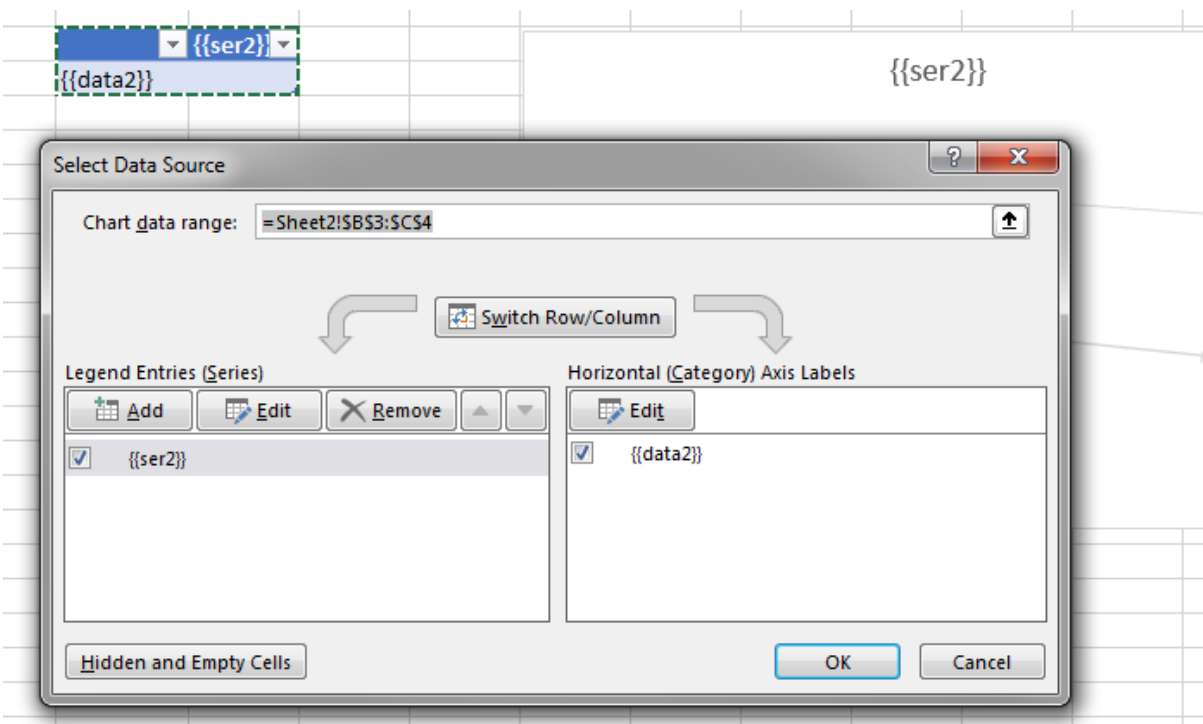 {{ser2}}
{{data2}}
{{ser2}}
Select Data Source
?
Chart data range:
=Sheet2!$B$3:$C$4
Switch Row/Column
Legend Entries (Series)
Horizontal (Category) Axis Labels
Add Edit Remove
Edit
{{ser2}}
{{data2}}
Hidden and Empty Cells
OK Cancel